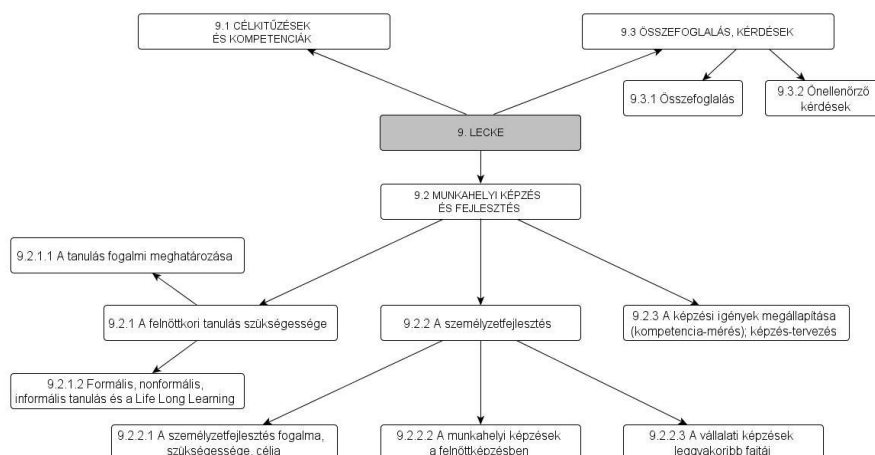 9.1 CÉLKITŰZÉSEK
ÉS KOMPETENCIÁK
9.3 ÖSSZEFOGLALÁS, KÉRDÉSEK
9.3.1 Összefoglalás
9.3.2 Önellenőrző
kérdések
9. LECKE
9.2 MUNKAHELYI KÉPZÉS
ÉS FEJLESZTÉS
9.2.1.1 A tanulás fogalmi meghatározása
9.2.1 A felnőttkori tanulás szükségessége
9.2.2 A személyzetfejlesztés
9.2.3 A képzési igények megállapítása
(kompetencia-mérés); képzés-tervezés
9.2.1.2 Formális, nonformális,
informális tanulás és a Life Long Learning
9.2.2.1 A személyzetfejlesztés fogalma,
szükségessége, célja
9.2.2.2 A munkahelyi képzések
a felnőttképzésben
9.2.2.3 A vállalati képzések
leggyakoribb fajtái